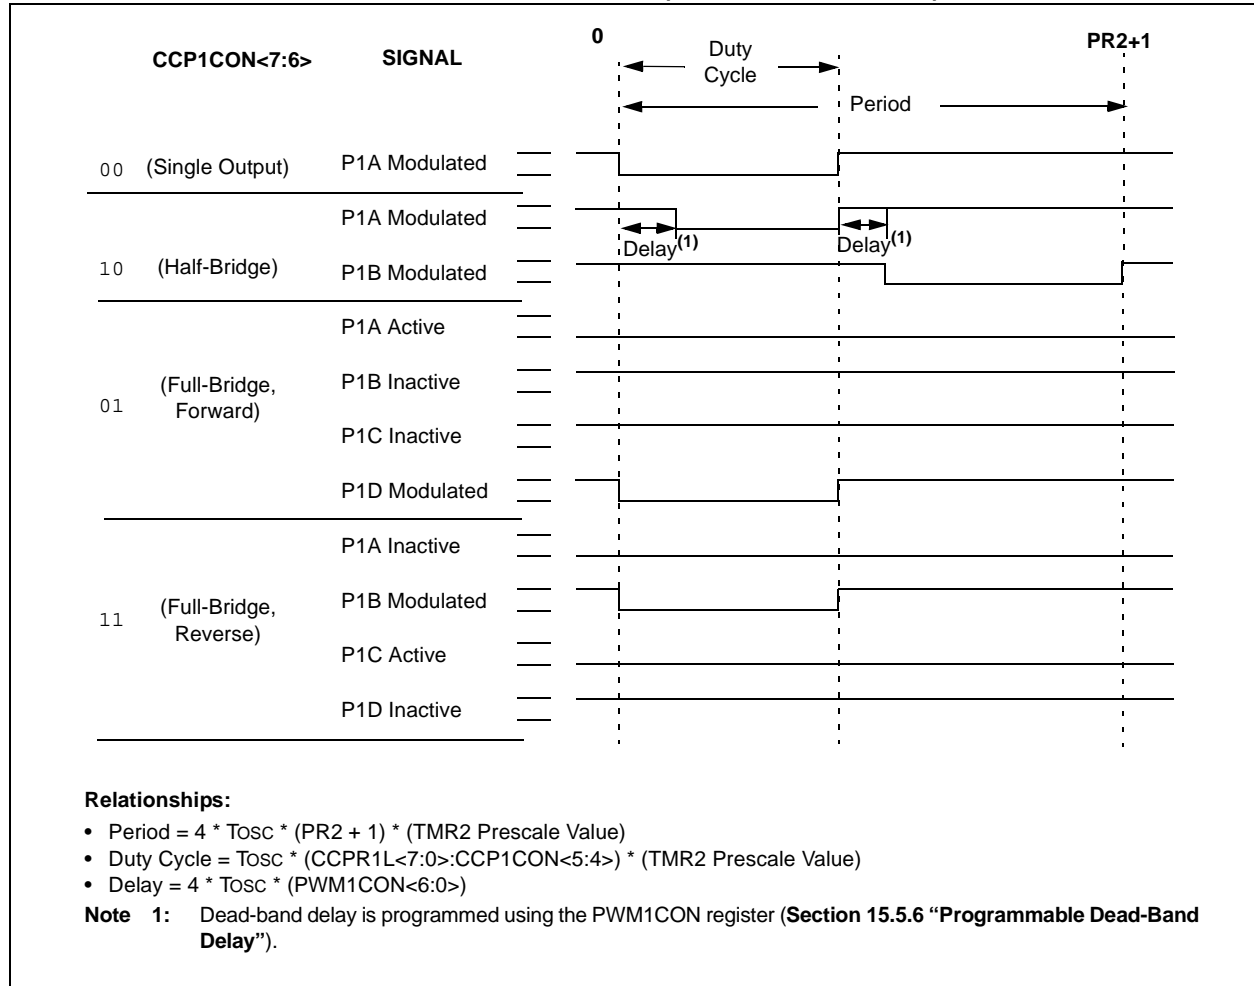 0
PR2+1
CCP1CON<7:6>
SIGNAL
Duty
Cycle
Period
00
(Single Output)
P1A Modulated
P1A Modulated
Delay(1)
Delay(1)
10
(Half-Bridge)
P1B Modulated
P1A Active
(Full-Bridge,
Forward)
01
P1B Inactive
P1C Inactive
P1D Modulated
P1A Inactive
11
(Full-Bridge,
Reverse)
P1B Modulated
P1C Active
P1D Inactive
Relationships:
• Period = 4 * TOSC * (PR2 + 1) * (TMR2 Prescale Value)
• Duty Cycle = TOSC * (CCPR1L<7:0>:CCP1CON<5:4>) * (TMR2 Prescale Value)
• Delay = 4 * TOSC * (PWM1CON<6:0>)
Note 1: Dead-band delay is programmed using the PWM1CON register (Section 15.5.6 “Programmable Dead-Band
Delay”).